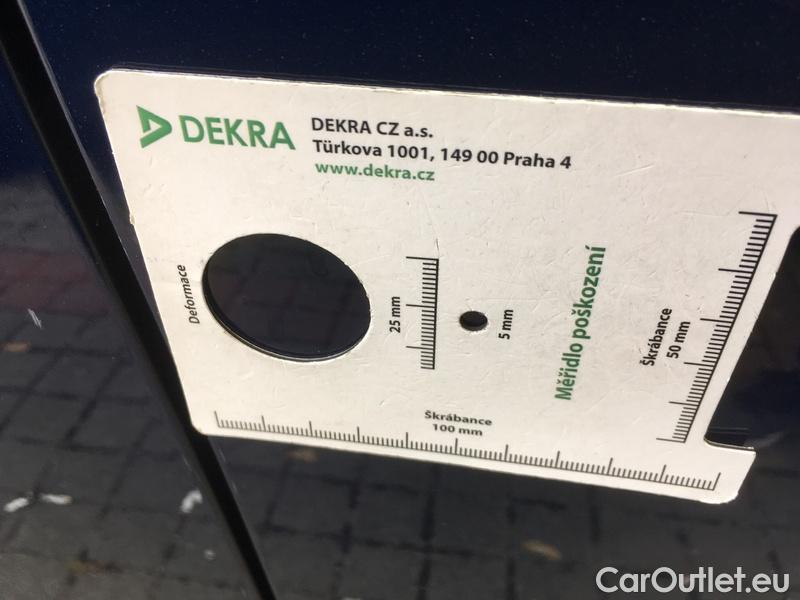 DEKRA
DEKRA CZ a.s.
Türkova 1001, 149 00 Praha 4
www.dekra.cz
Deformace
25 mm
5 mm
Měřidlo poškození
Škrábance
50 mm
Škrábance
100 mm
CarOutlet.eu